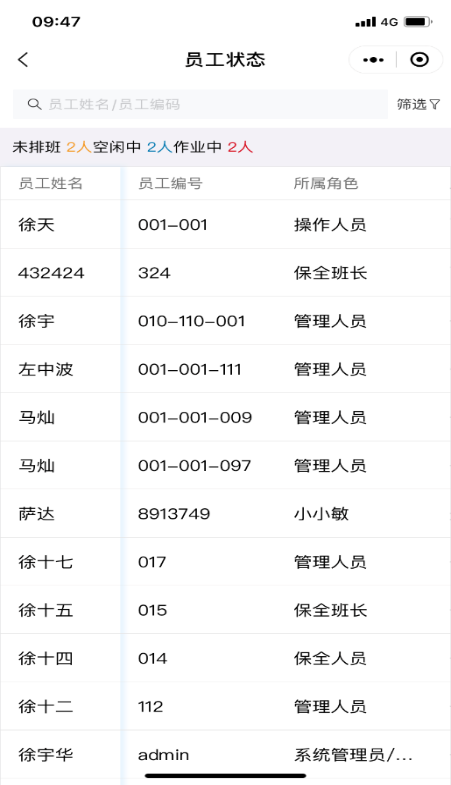 09:47 4G
员工状态
员工姓名/员工编码 筛选
未排班 2人空闲中 2人作业中 2人
员工姓名 员工编号 所属角色
徐天 001-001 操作人员
432424 324 保全班长
徐宇 010-110-001 管理人员
左中波 001-001-111 管理人员
马灿 001-001-009 管理人员
马灿 001-001-097 管理人员
萨达 8913749 小小敏
徐十七 017 管理人员
徐十五 015 保全班长
徐十四 014 保全人员
徐十二 112 管理人员
徐宇华 admin 系统管理员/...